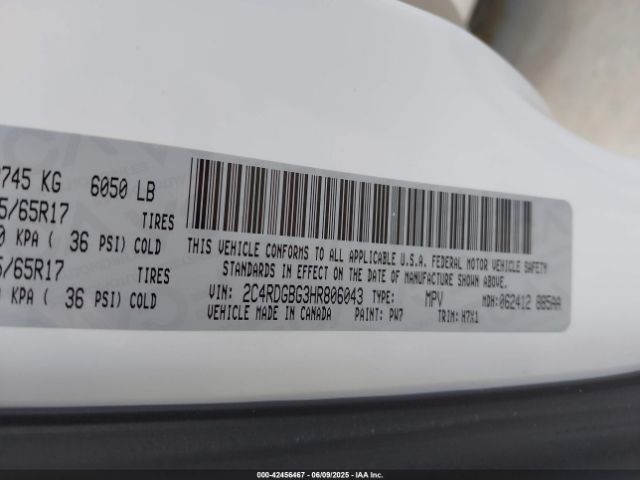 745 KG 6050 LB
5/65R17 TIRES
0 KPA ( 36 PSI) COLD
5/65R17 TIRES
KPA ( 36 PSI) COLD
THIS VEHICLE CONFORMS TO ALL APPLICABLE U.S.A. FEDERAL MOTOR VEHICLE SAFETY
STANDARDS IN EFFECT ON THE DATE OF MANUFACTURE SHOWN ABOVE.
VIN: 2C4RDGBG3HR806043 TYPE: MPV MDH: 062412 885AA
VEHICLE MADE IN CANADA PAINT: PW7 TRIM: H7X1
000-42456467 - 06/09/2025 - IAA Inc.